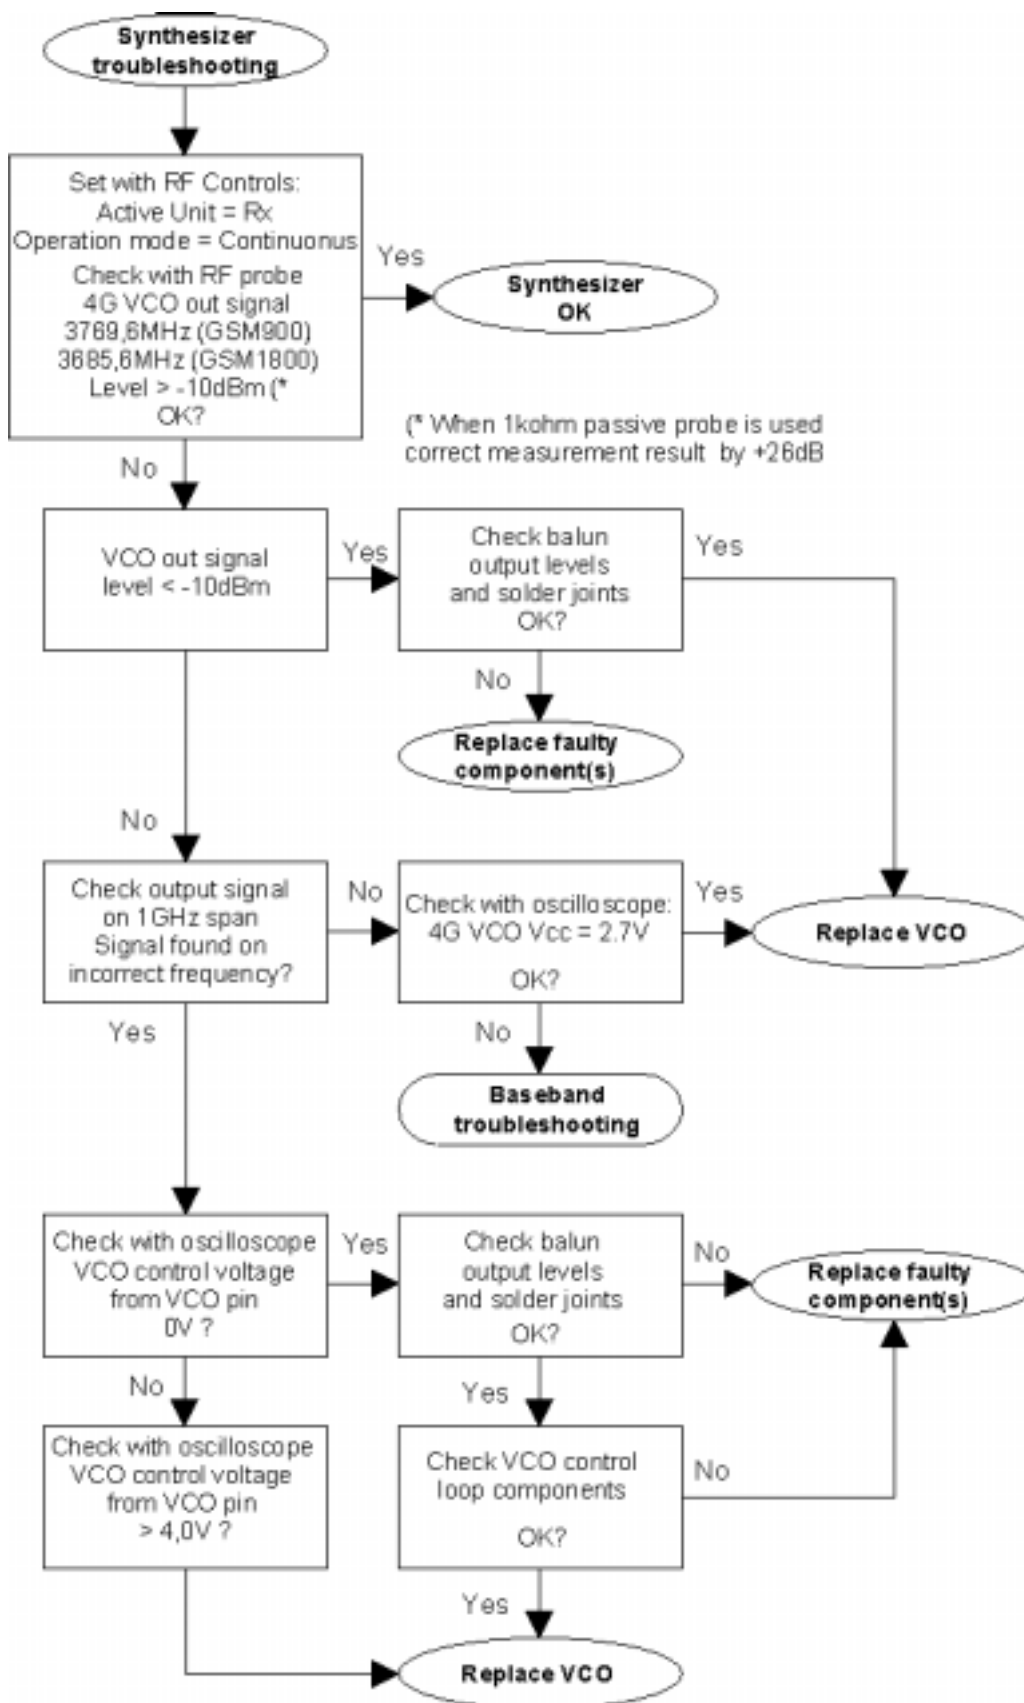 Synthesizer
troubleshooting
Set with RF Controls:
Active Unit = Rx
Operation mode = Continuonus
Check with RF probe
4G VCO out signal
3769,6MHz (GSM900)
3685,6MHz (GSM1800)
Level > -10dBm (*
OK?
Yes
Synthesizer
OK
(* When 1kohm passive probe is used
correct measurement result by +26dB
No
VCO out signal
level < -10dBm
Yes
Check balun
output levels
and solder joints
OK?
Yes
No
Replace faulty
component(s)
No
Check output signal
on 1GHz span
Signal found on
incorrect frequency?
No
Check with oscilloscope:
4G VCO Vcc = 2.7V
OK?
Yes
Replace VCO
Yes
No
Baseband
troubleshooting
Check with oscilloscope
VCO control voltage
from VCO pin
0V ?
Yes
Check balun
output levels
and solder joints
OK?
No
Replace faulty
component(s)
No
Yes
Check with oscilloscope
VCO control voltage
from VCO pin
> 4,0V ?
Check VCO control
loop components
OK?
No
Yes
Replace VCO